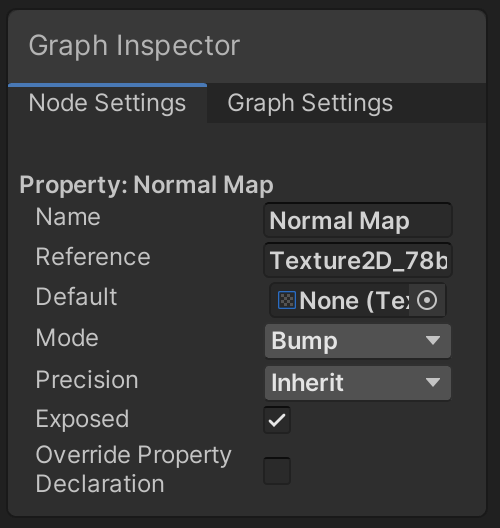 Graph Inspector
Node Settings Graph Settings
Property: Normal Map
Name Normal Map
Reference Texture2D_78b
Default None (Te
Mode Bump
Precision Inherit
Exposed
Override Property
Declaration